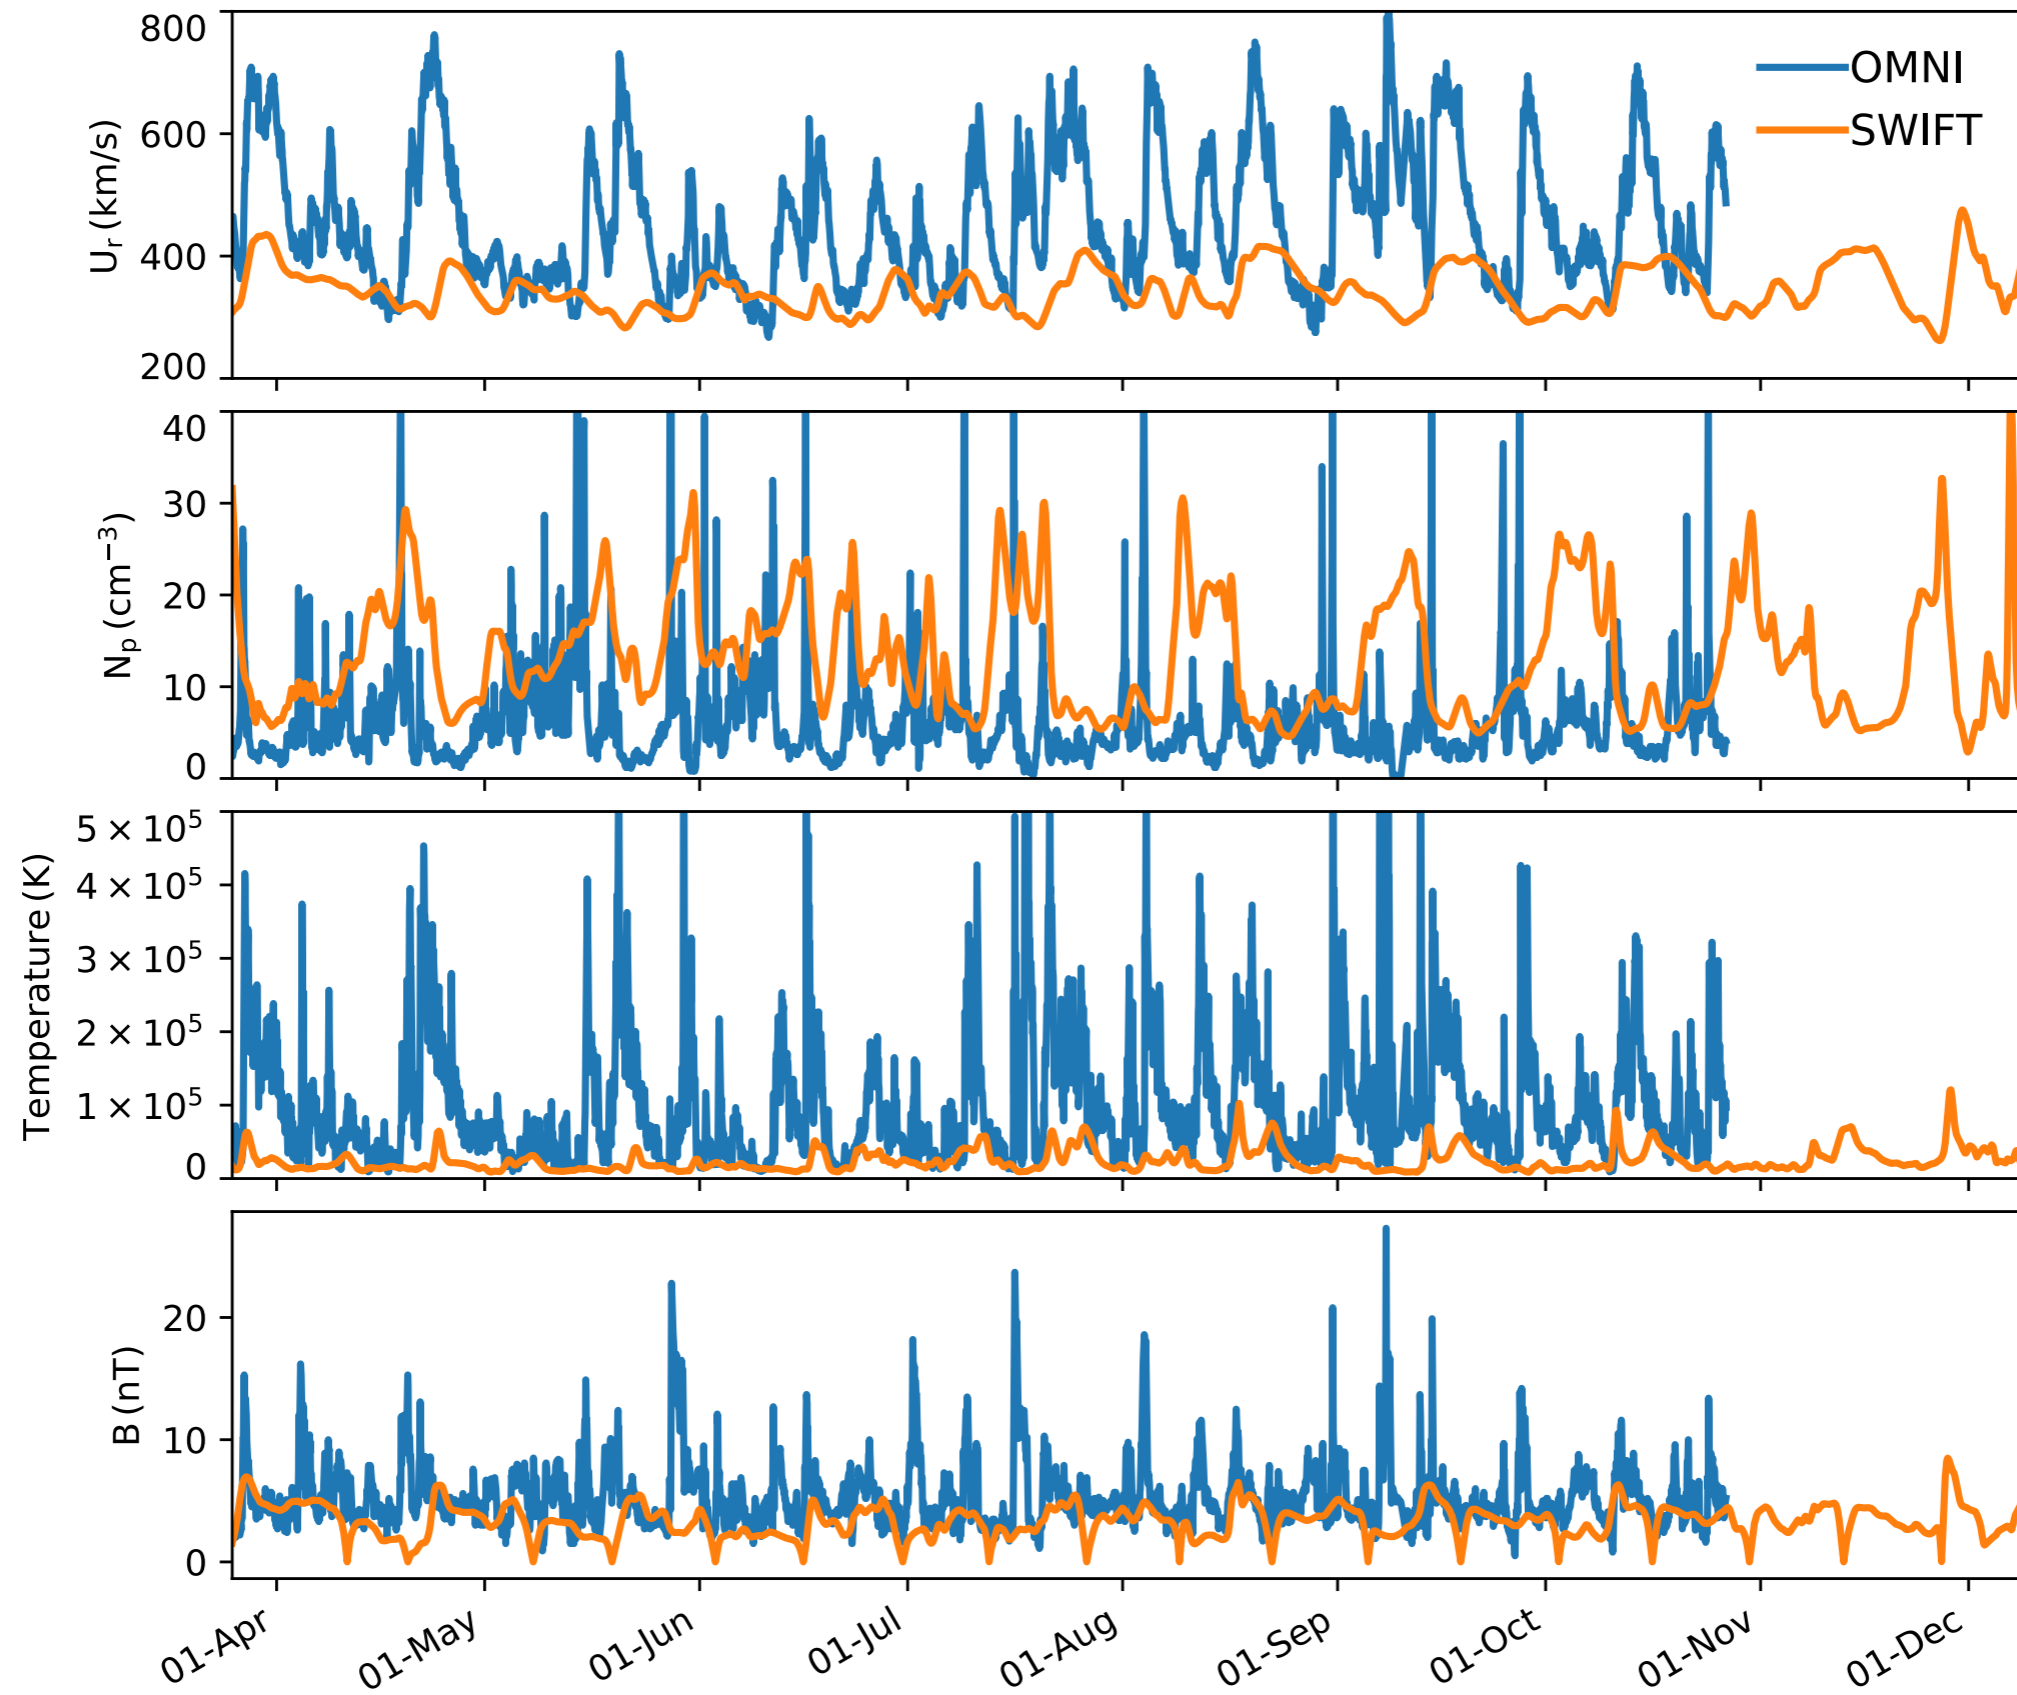 800
600
400
200
U_r (km/s)
OMNI
SWIFT
40
30
20
10
0
N_p (cm⁻³)
5 × 10⁵
4 × 10⁵
3 × 10⁵
2 × 10⁵
1 × 10⁵
0
Temperature (K)
20
10
0
B (nT)
01-Apr
01-May
01-Jun
01-Jul
01-Aug
01-Sep
01-Oct
01-Nov
01-Dec